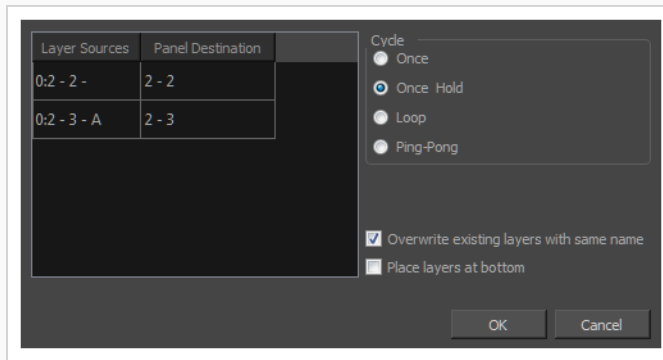 Layer Sources Panel Destination
0:2 - 2 - 2 - 2
0:2 - 3 - A 2 - 3
Cycle
Once
Once Hold
Loop
Ping-Pong
Overwrite existing layers with same name
Place layers at bottom
OK Cancel